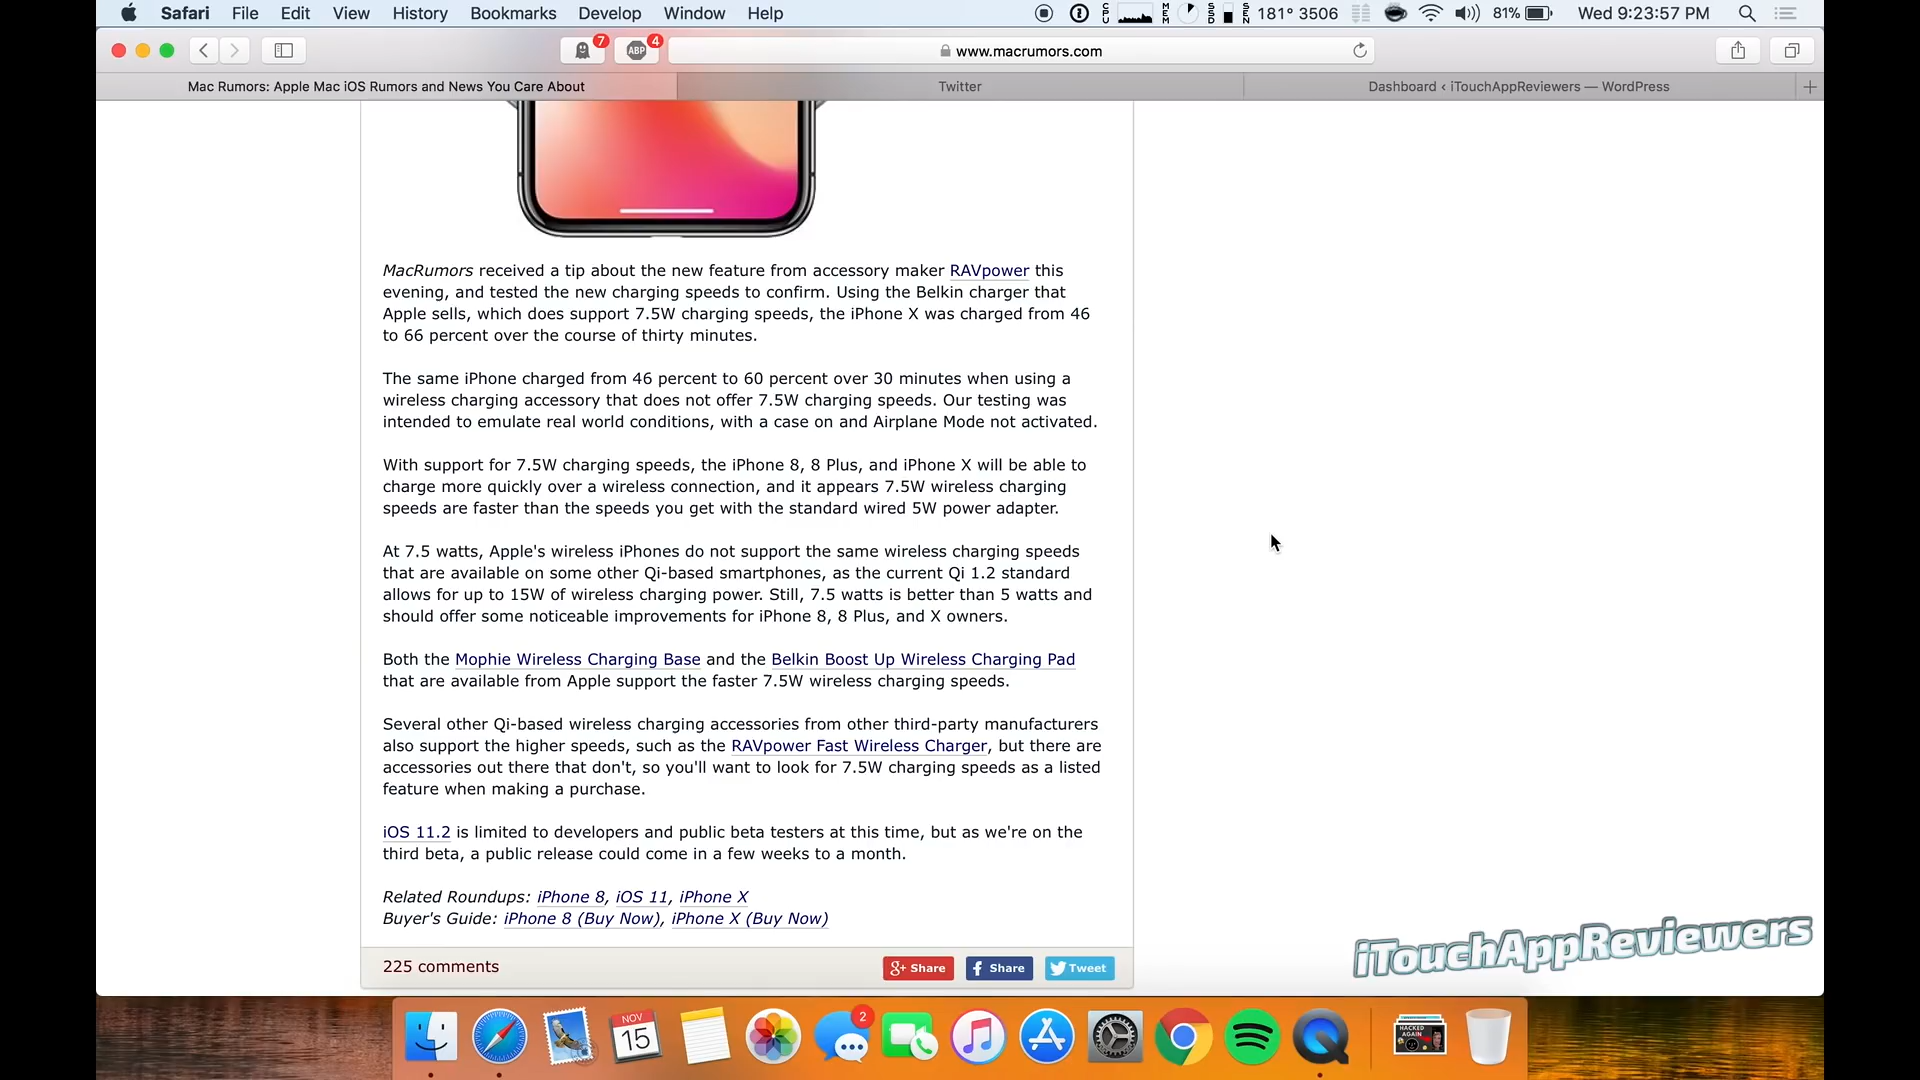 Safari File Edit View History Bookmarks Develop Window Help CPU MEM SSD SEN 181° 3506 81% Wed 9:23:57 PM
7 ABP 4 www.macrumors.com
Mac Rumors: Apple Mac iOS Rumors and News You Care About Twitter Dashboard ‹ iTouchAppReviewers — WordPress
MacRumors received a tip about the new feature from accessory maker RAVpower this
evening, and tested the new charging speeds to confirm. Using the Belkin charger that
Apple sells, which does support 7.5W charging speeds, the iPhone X was charged from 46
to 66 percent over the course of thirty minutes.
The same iPhone charged from 46 percent to 60 percent over 30 minutes when using a
wireless charging accessory that does not offer 7.5W charging speeds. Our testing was
intended to emulate real world conditions, with a case on and Airplane Mode not activated.
With support for 7.5W charging speeds, the iPhone 8, 8 Plus, and iPhone X will be able to
charge more quickly over a wireless connection, and it appears 7.5W wireless charging
speeds are faster than the speeds you get with the standard wired 5W power adapter.
At 7.5 watts, Apple's wireless iPhones do not support the same wireless charging speeds
that are available on some other Qi-based smartphones, as the current Qi 1.2 standard
allows for up to 15W of wireless charging power. Still, 7.5 watts is better than 5 watts and
should offer some noticeable improvements for iPhone 8, 8 Plus, and X owners.
Both the Mophie Wireless Charging Base and the Belkin Boost Up Wireless Charging Pad
that are available from Apple support the faster 7.5W wireless charging speeds.
Several other Qi-based wireless charging accessories from other third-party manufacturers
also support the higher speeds, such as the RAVpower Fast Wireless Charger, but there are
accessories out there that don't, so you'll want to look for 7.5W charging speeds as a listed
feature when making a purchase.
iOS 11.2 is limited to developers and public beta testers at this time, but as we're on the
third beta, a public release could come in a few weeks to a month.
Related Roundups: iPhone 8, iOS 11, iPhone X
Buyer's Guide: iPhone 8 (Buy Now), iPhone X (Buy Now)
iTouchAppReviewers
225 comments g+ Share f Share Tweet
NOV
15
2
HACKED
AGAIN